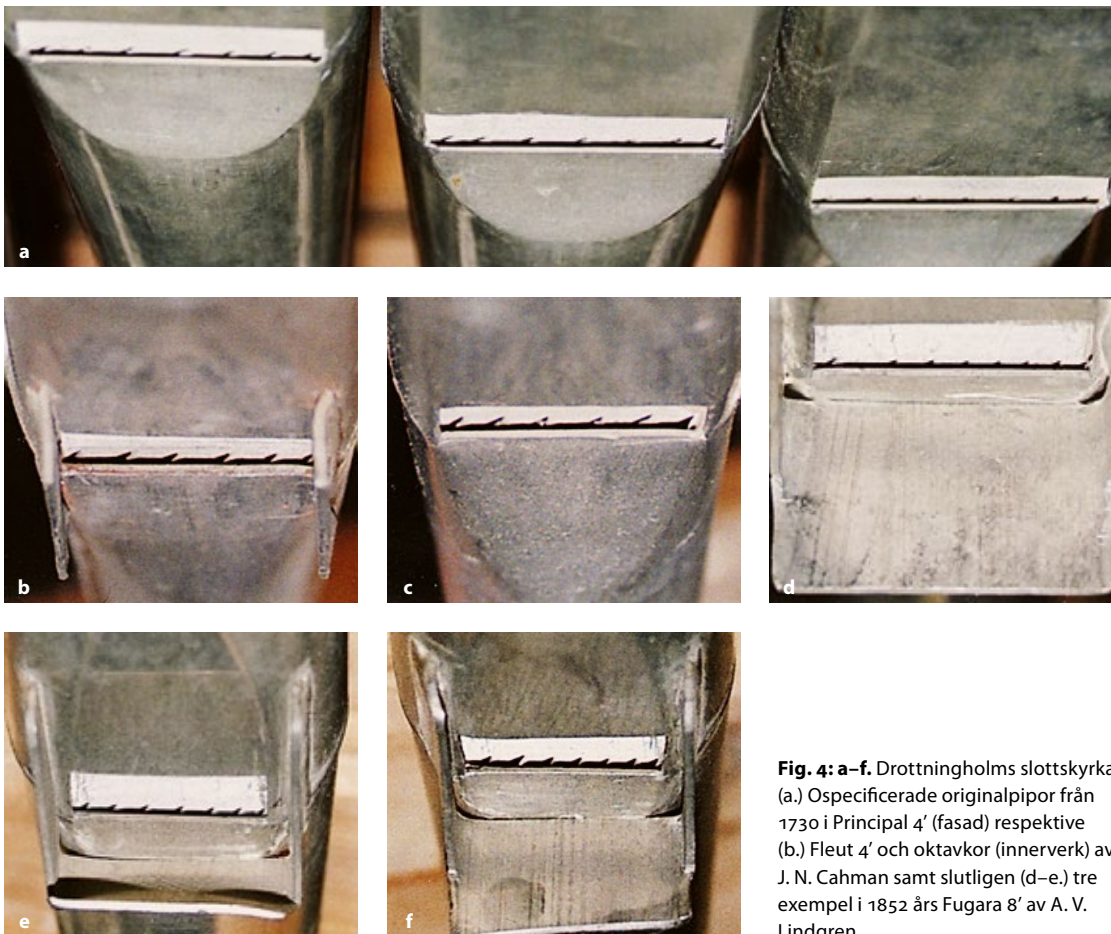 a
b
c
d
e
f
Fig. 4: a–f. Drottningholms slottskyrka
(a.) Ospecificerade originalpipor från
1730 i Principal 4’ (fasad) respektive
(b.) Fleut 4’ och oktavkor (innerverk) av
J. N. Cahman samt slutligen (d–e.) tre
exempel i 1852 års Fugara 8’ av A. V.
Lindgren